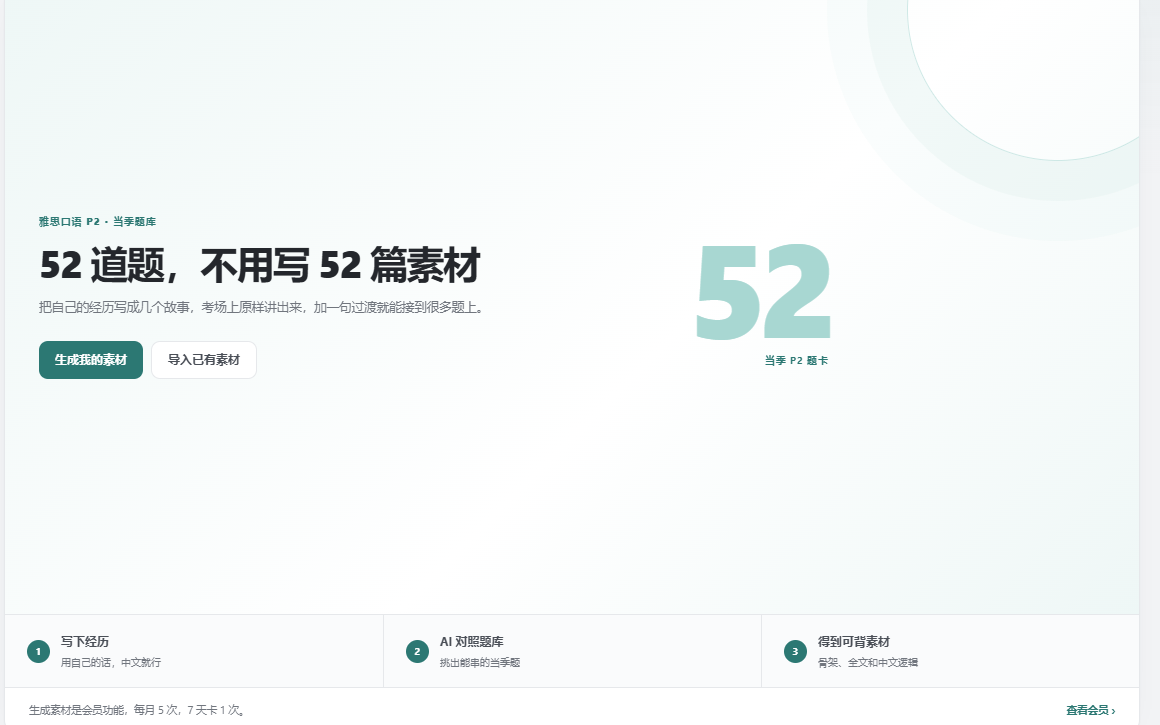 雅思口语 P2 · 当季题库
52 道题，不用写 52 篇素材
把自己的经历写成几个故事，考场上原样讲出来，加一句过渡就能接到很多题上。
生成我的素材
导入已有素材
52
当季 P2 题卡
1
写下经历
用自己的话，中文就行
2
AI 对照题库
挑出能串的当季题
3
得到可背素材
骨架、全文和中文逻辑
生成素材是会员功能，每月 5 次，7 天卡 1 次。
查看会员 ›